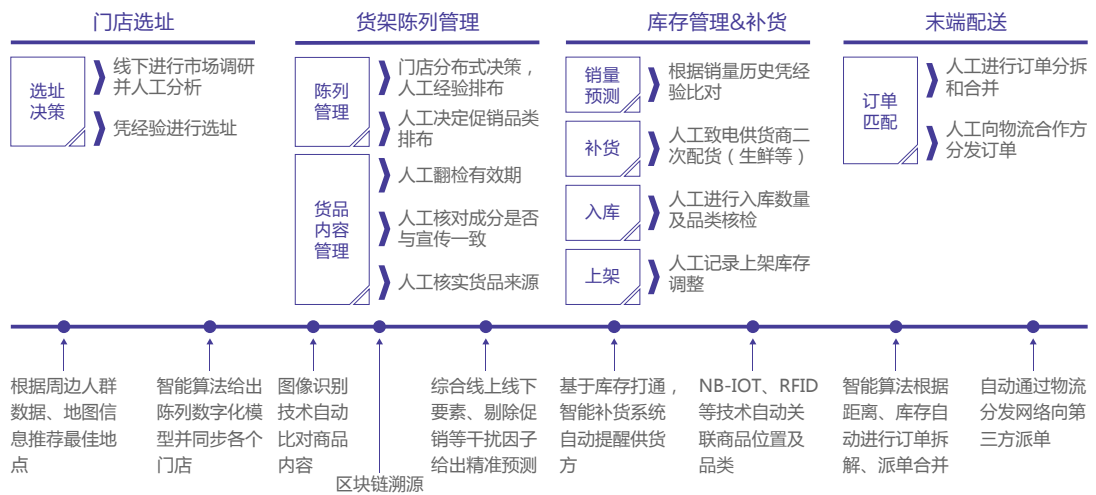 门店选址
选址
决策
线下进行市场调研
并人工分析
凭经验进行选址
货架陈列管理
陈列
管理
门店分布式决策，
人工经验排布
人工决定促销品类
排布
货品
内容
管理
人工翻检有效期
人工核对成分是否
与宣传一致
人工核实货品来源
库存管理&补货
销量
预测
根据销量历史凭经
验比对
补货
人工致电供货商二
次配货（生鲜等）
入库
人工进行入库数量
及品类核检
上架
人工记录上架库存
调整
末端配送
订单
匹配
人工进行订单分拆
和合并
人工向物流合作方
分发订单
根据周边人群
数据、地图信
息推荐最佳地
点
智能算法给出
陈列数字化模
型并同步各个
门店
图像识别
技术自动
比对商品
内容
区块链溯源
综合线上线下
要素、剔除促
销等干扰因子
给出精准预测
基于库存打通，
智能补货系统
自动提醒供货
方
NB-IOT、RFID
等技术自动关
联商品位置及
品类
智能算法根据
距离、库存自
动进行订单拆
解、派单合并
自动通过物流
分发网络向第
三方派单